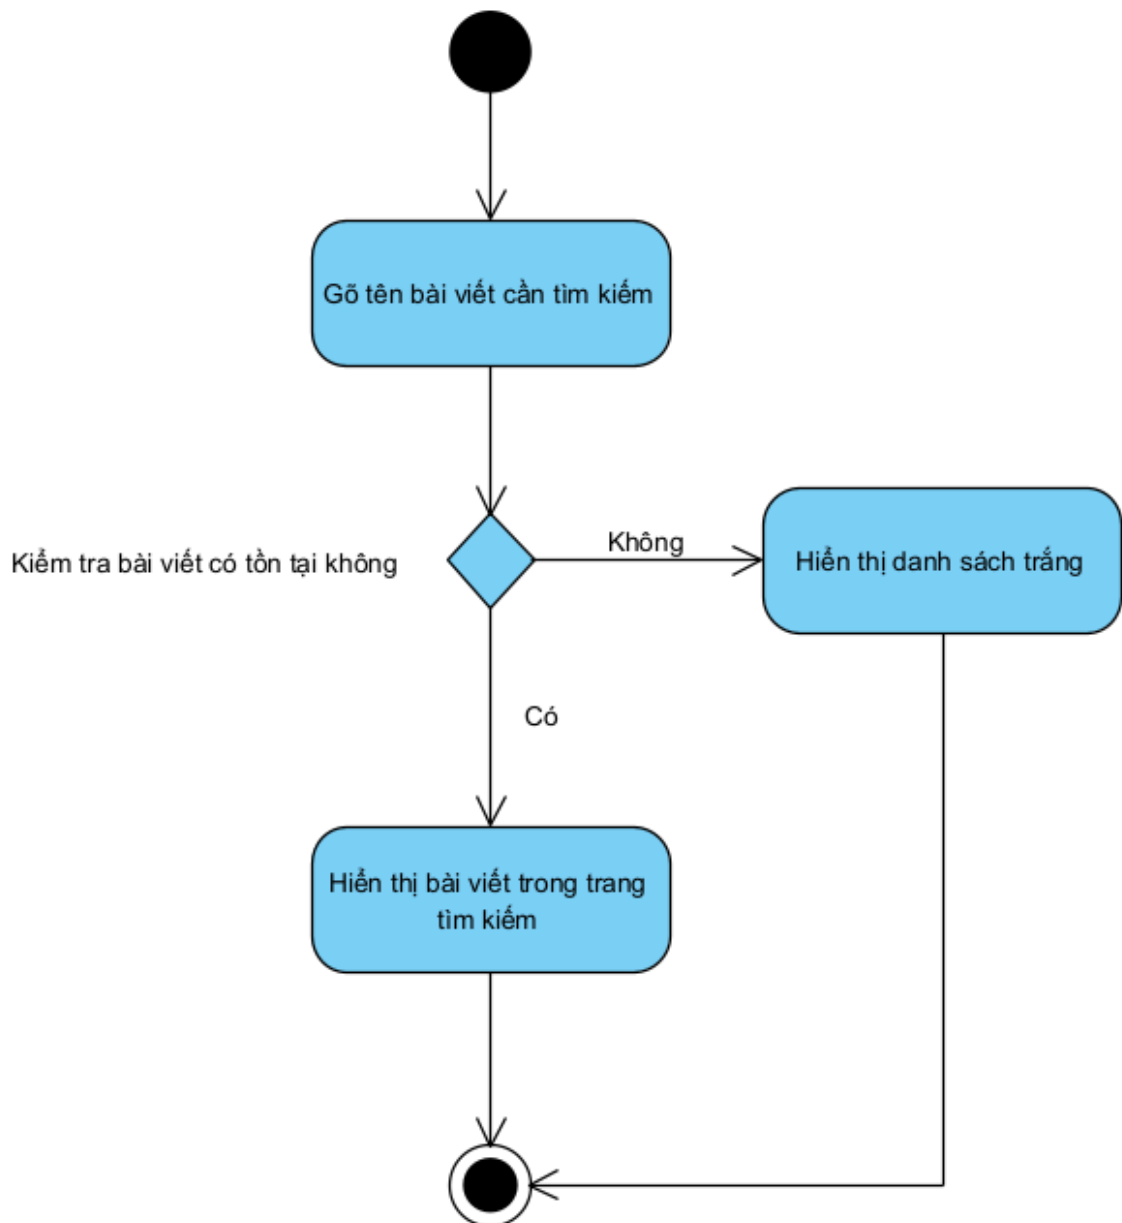 Gõ tên bài viết cần tìm kiếm
Không
Kiểm tra bài viết có tồn tại không
Hiển thị danh sách trắng
Có
Hiển thị bài viết trong trang
tìm kiếm